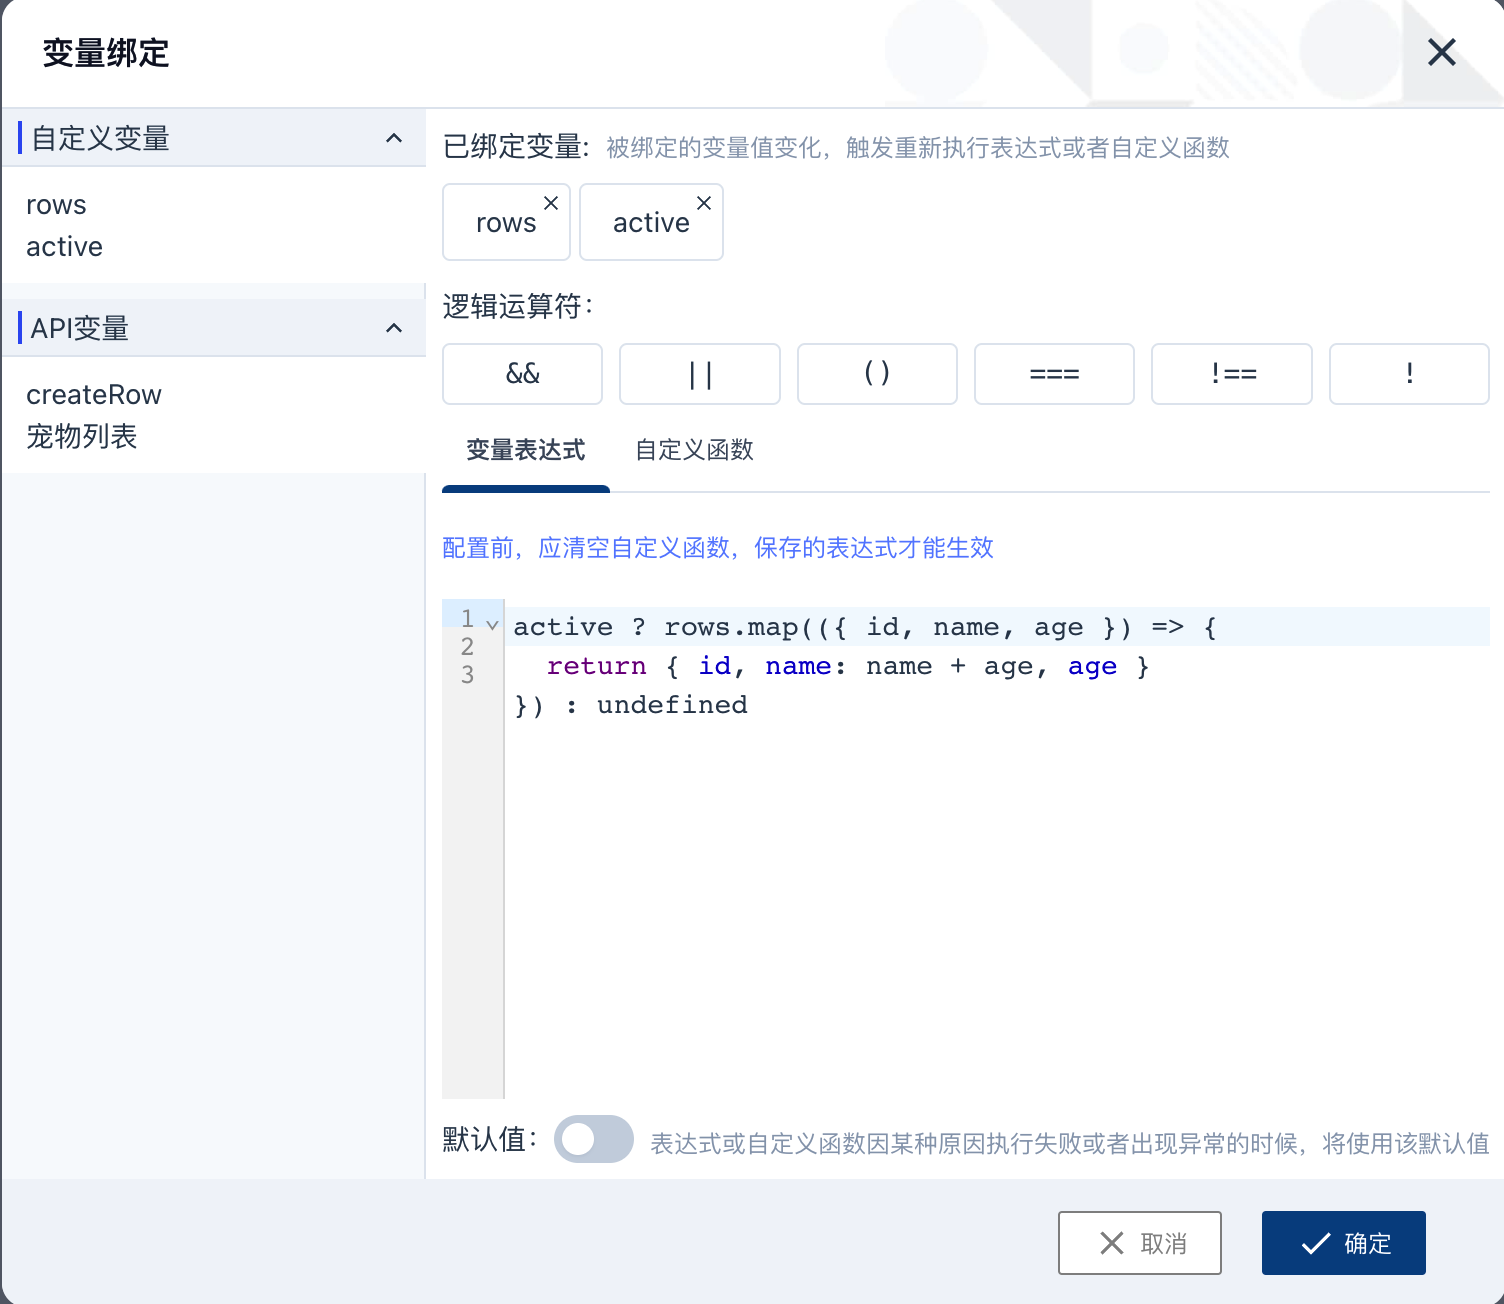 变量绑定
自定义变量
rows
active
API变量
createRow
宠物列表
已绑定变量: 被绑定的变量值变化，触发重新执行表达式或者自定义函数
rows active
逻辑运算符：
&& || () === !== !
变量表达式 自定义函数
配置前，应清空自定义函数，保存的表达式才能生效
1 active ? rows.map(({ id, name, age }) => {
2 return { id, name: name + age, age }
3 }) : undefined
默认值： 表达式或自定义函数因某种原因执行失败或者出现异常的时候，将使用该默认值
取消 确定